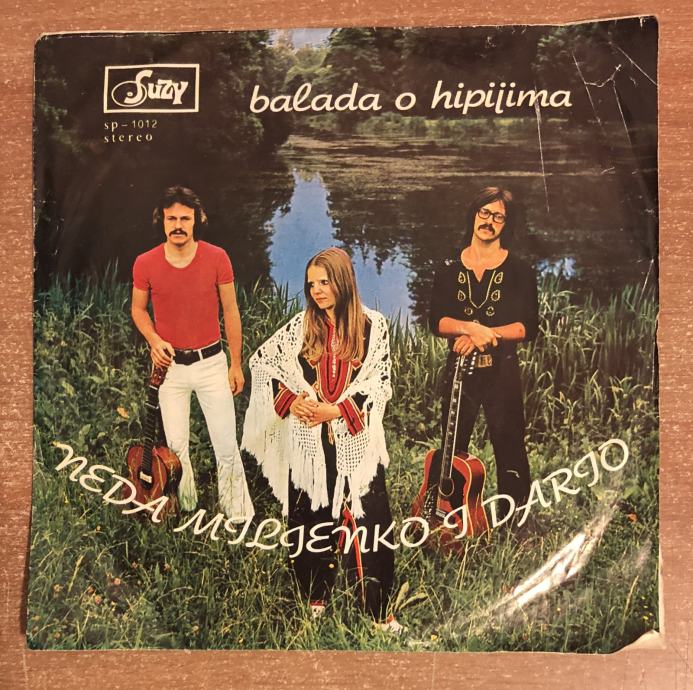 Suzy
balada o hipijima
sp-1012
stereo
NEDA MILJENKO I DARIO